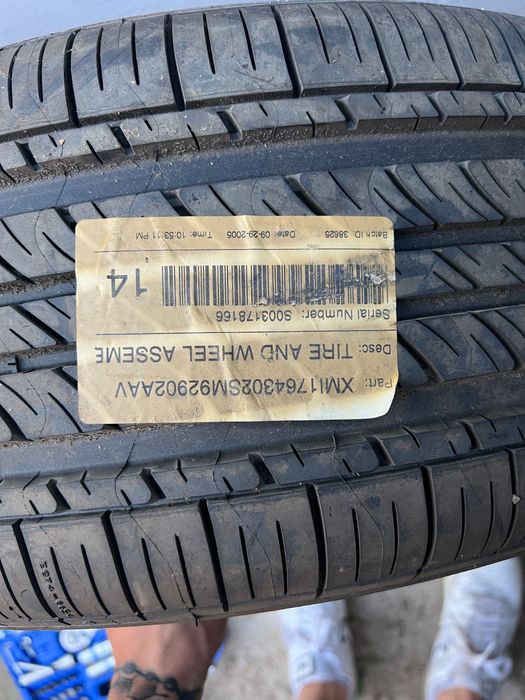 Part: XMI1764302SM92902AAV
Desc: TIRE AND WHEEL ASSEME
Serial Number: S003178166
14
Batch ID: 38625 Date: 09-29-2005 Time: 10:53:11 PM